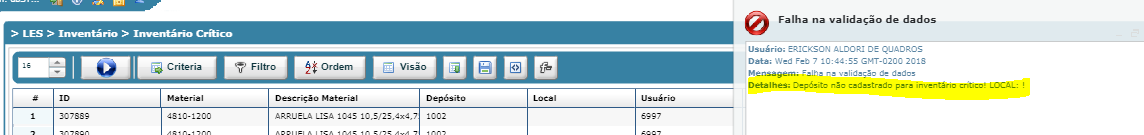 > LES > Inventário > Inventário Crítico
16 Criteria Filtro Ordem Visão
# ID Material Descrição Material Depósito Local Usuário
1 307889 4810-1200 ARRUELA LISA 1045 10,5/25,4x4,7 1002 6997
2 307890 4810-1200 ARRUELA LISA 1045 10,5/25,4x4,7 1002 6997
Falha na validação de dados
Usuário: ERICKSON ALDORI DE QUADROS
Data: Wed Feb 7 10:44:55 GMT-0200 2018
Mensagem: Falha na validação de dados
Detalhes: Depósito não cadastrado para inventário crítico! LOCAL: !